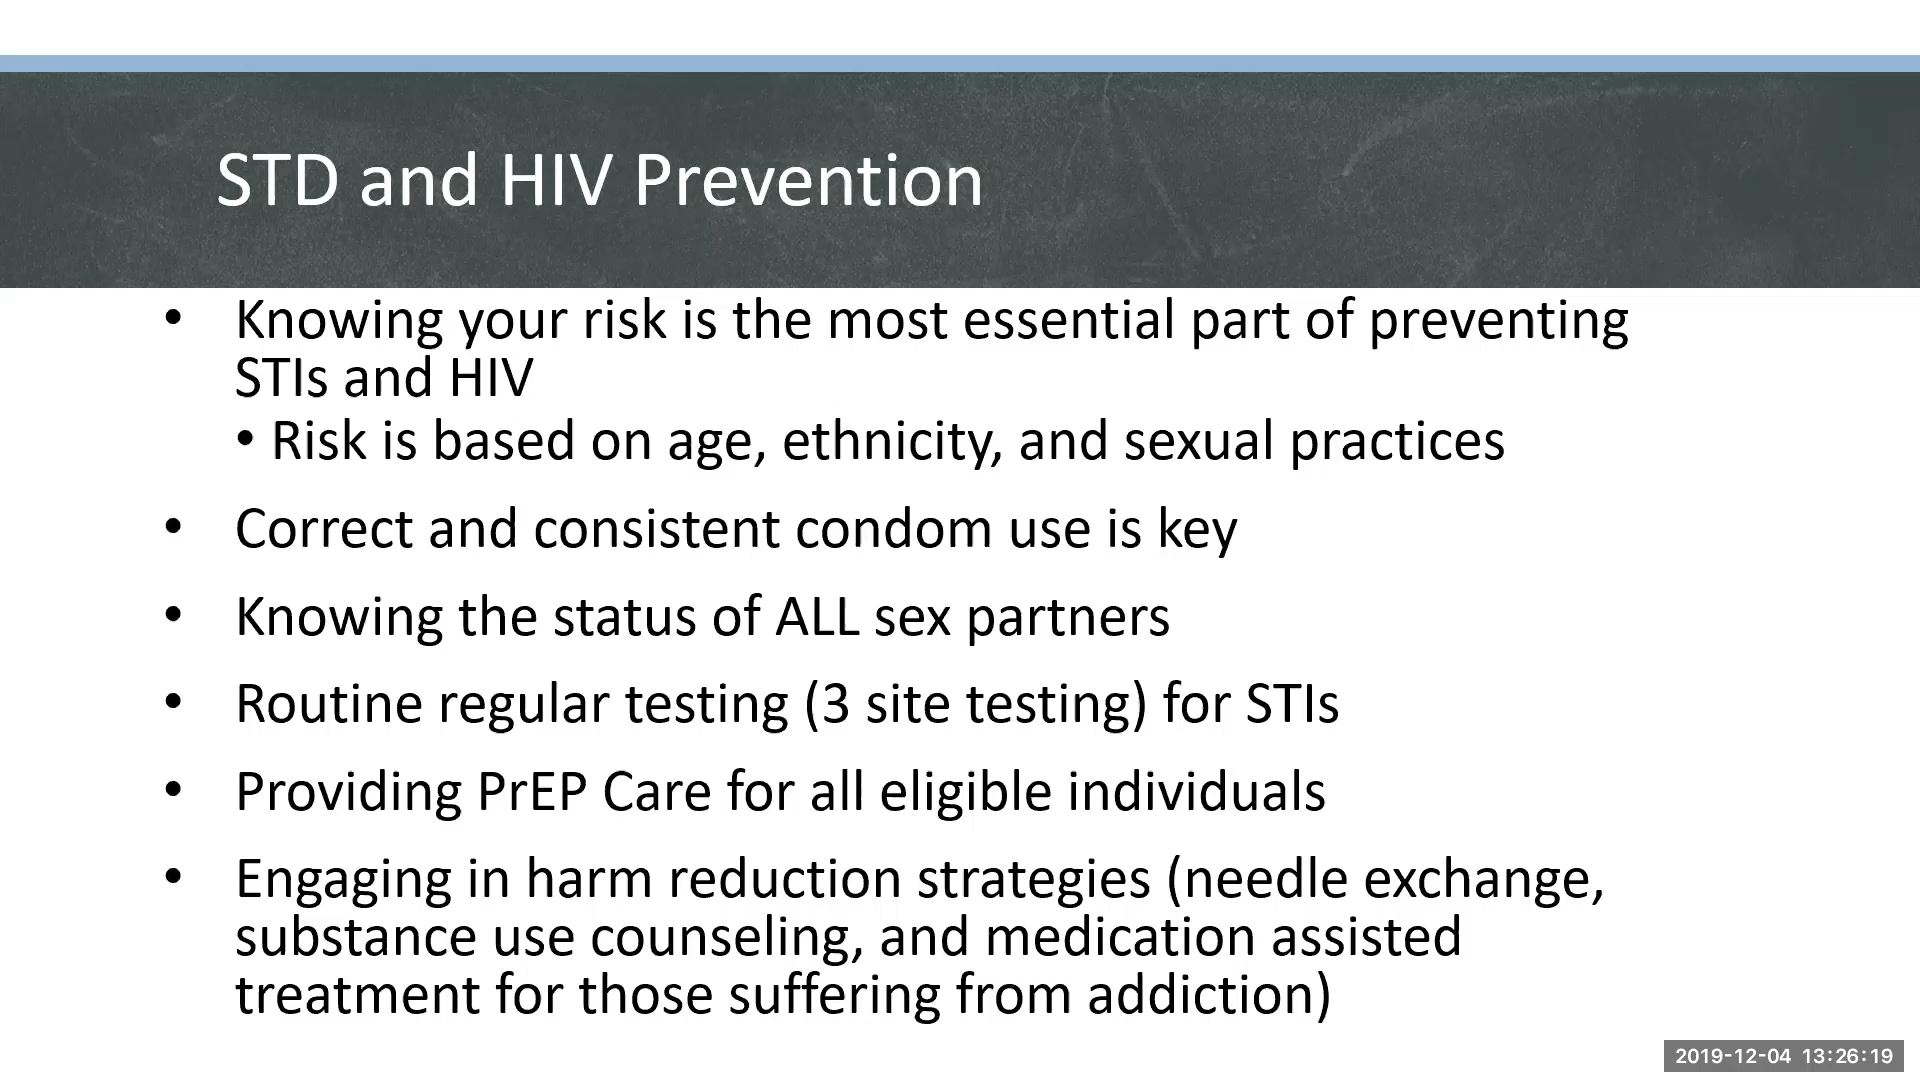 STD and HIV Prevention
• Knowing your risk is the most essential part of preventing
STIs and HIV
• Risk is based on age, ethnicity, and sexual practices
• Correct and consistent condom use is key
• Knowing the status of ALL sex partners
• Routine regular testing (3 site testing) for STIs
• Providing PrEP Care for all eligible individuals
• Engaging in harm reduction strategies (needle exchange,
substance use counseling, and medication assisted
treatment for those suffering from addiction)
2019-12-04 13:26:19